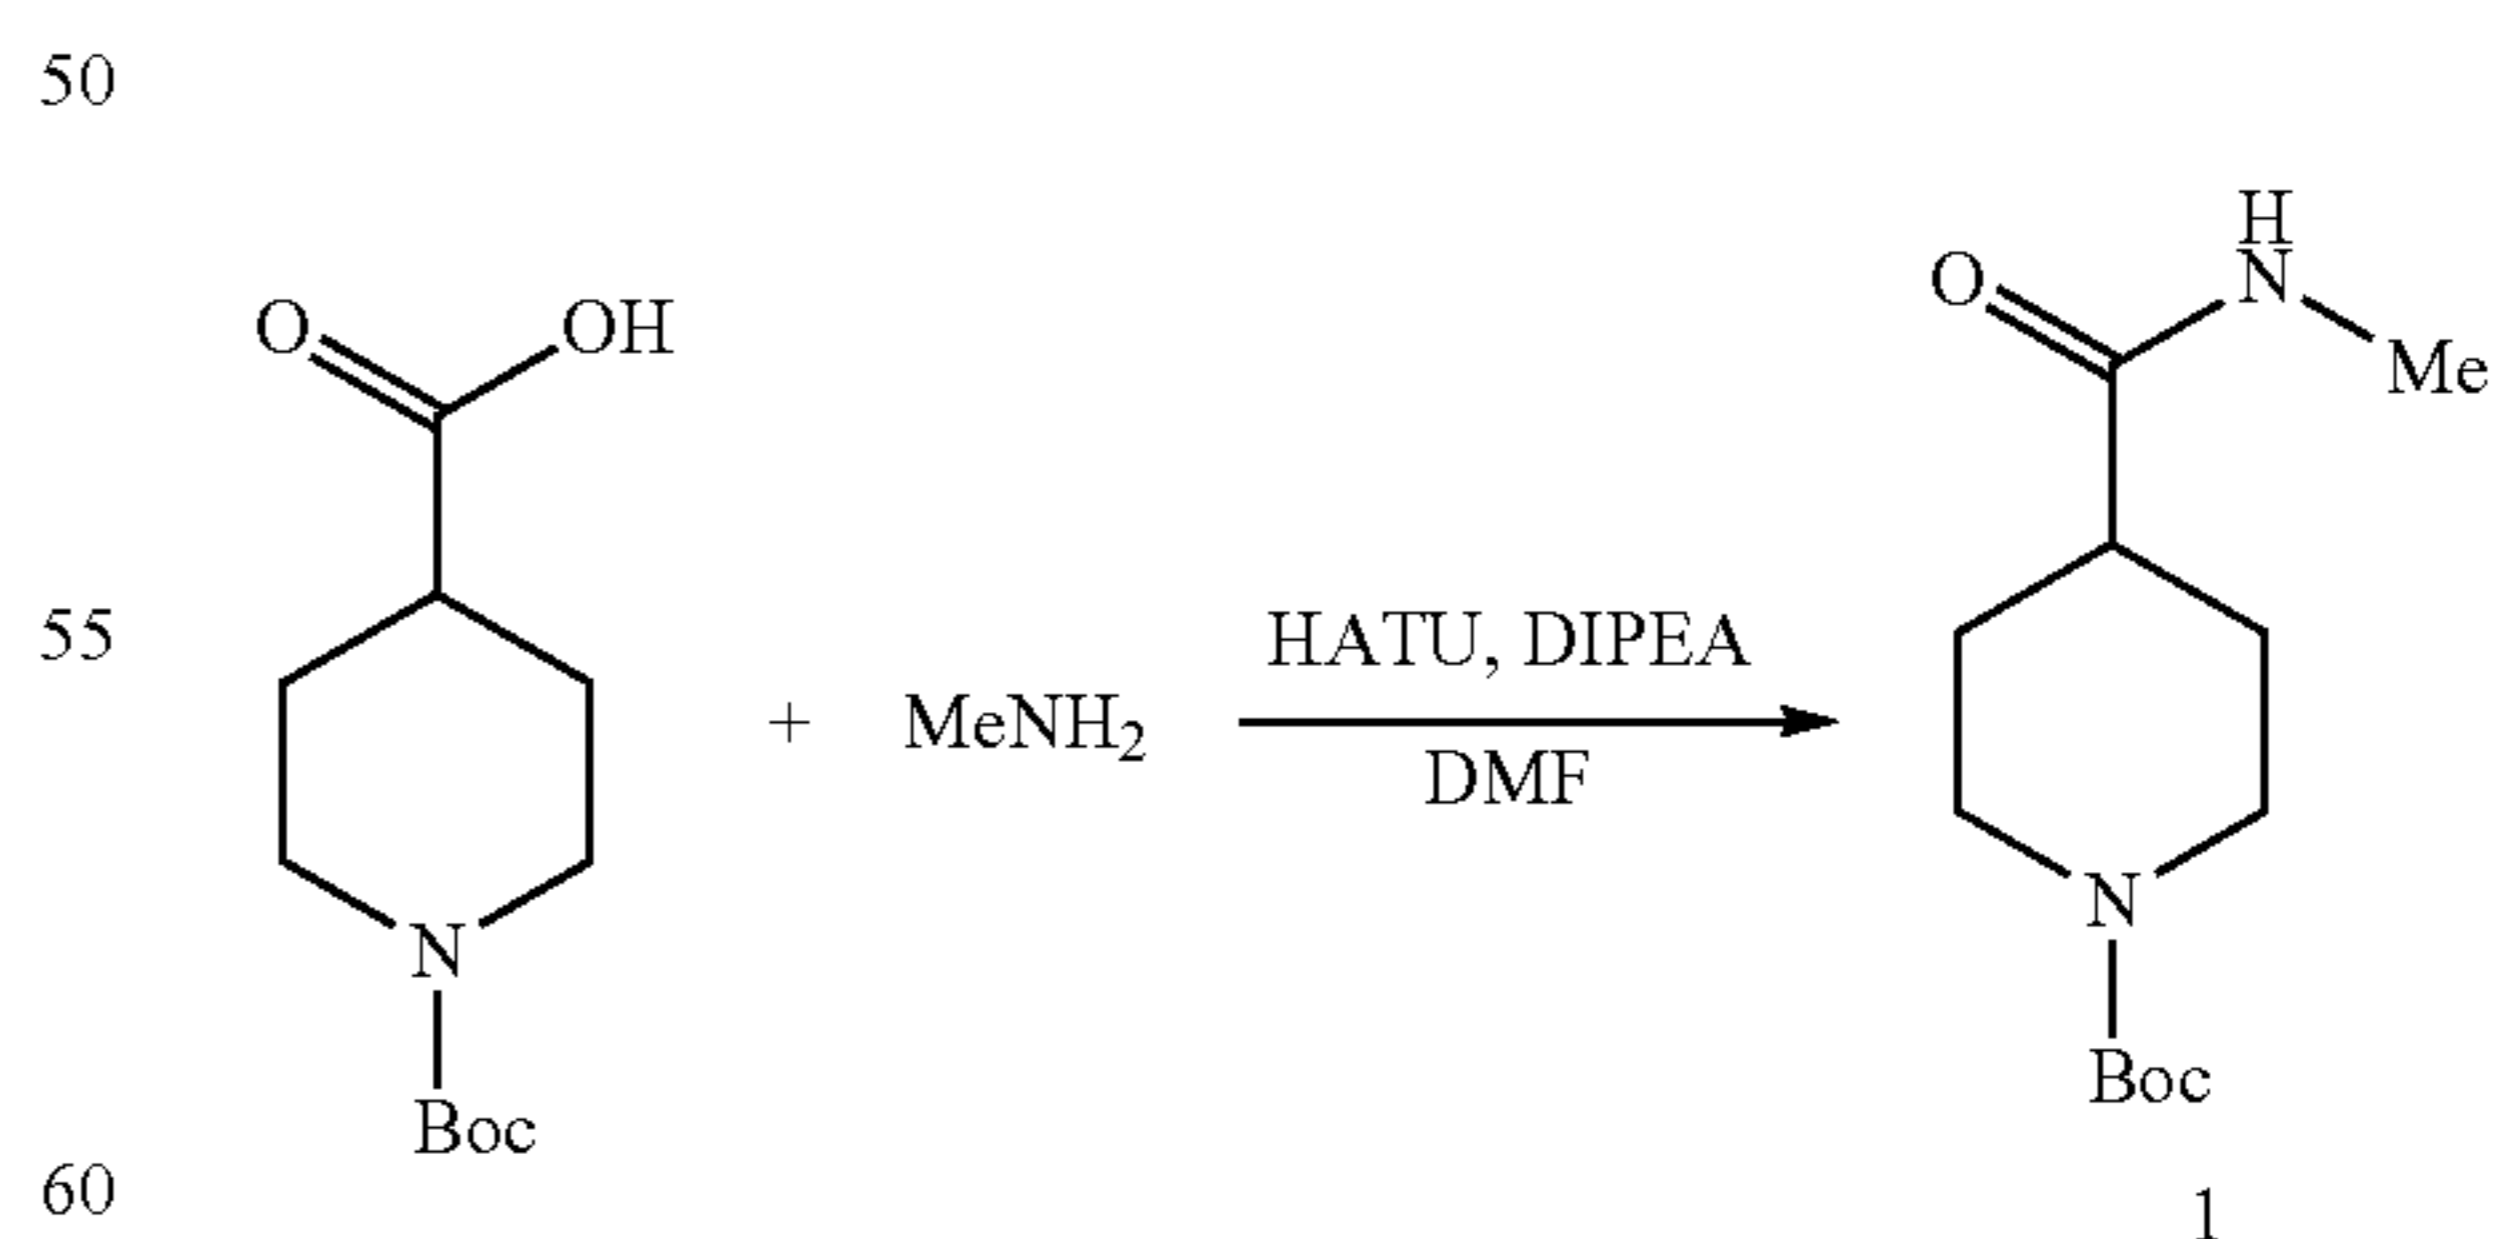 50
H
O N
O OH Me
55 HATU, DIPEA
+ MeNH₂
DMF
N
N
Boc
Boc
60
1